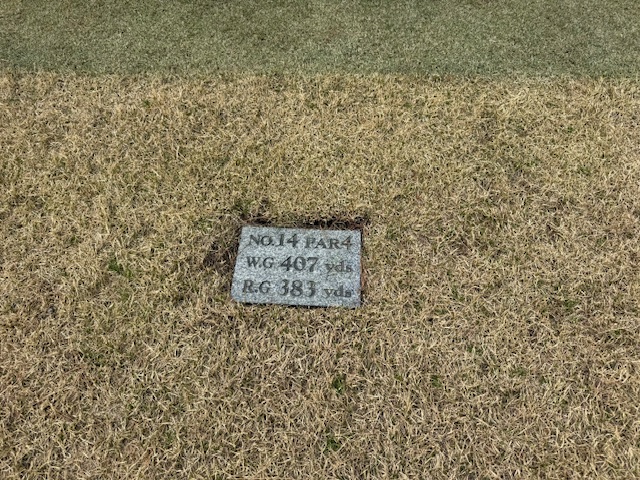 NO.14 PAR4
W.G 407 yds
R.G 383 yds